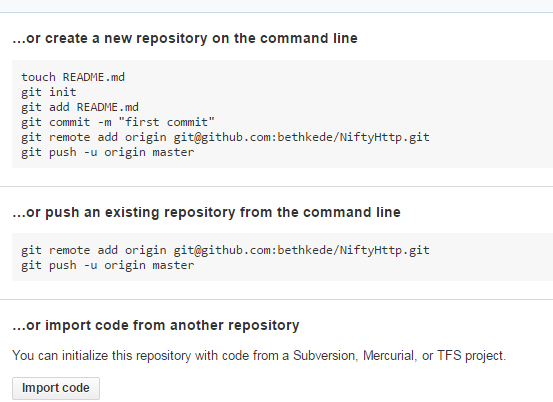 …or create a new repository on the command line
touch README.md
git init
git add README.md
git commit -m "first commit"
git remote add origin git@github.com:bethkede/NiftyHttp.git
git push -u origin master
…or push an existing repository from the command line
git remote add origin git@github.com:bethkede/NiftyHttp.git
git push -u origin master
…or import code from another repository
You can initialize this repository with code from a Subversion, Mercurial, or TFS project.
Import code